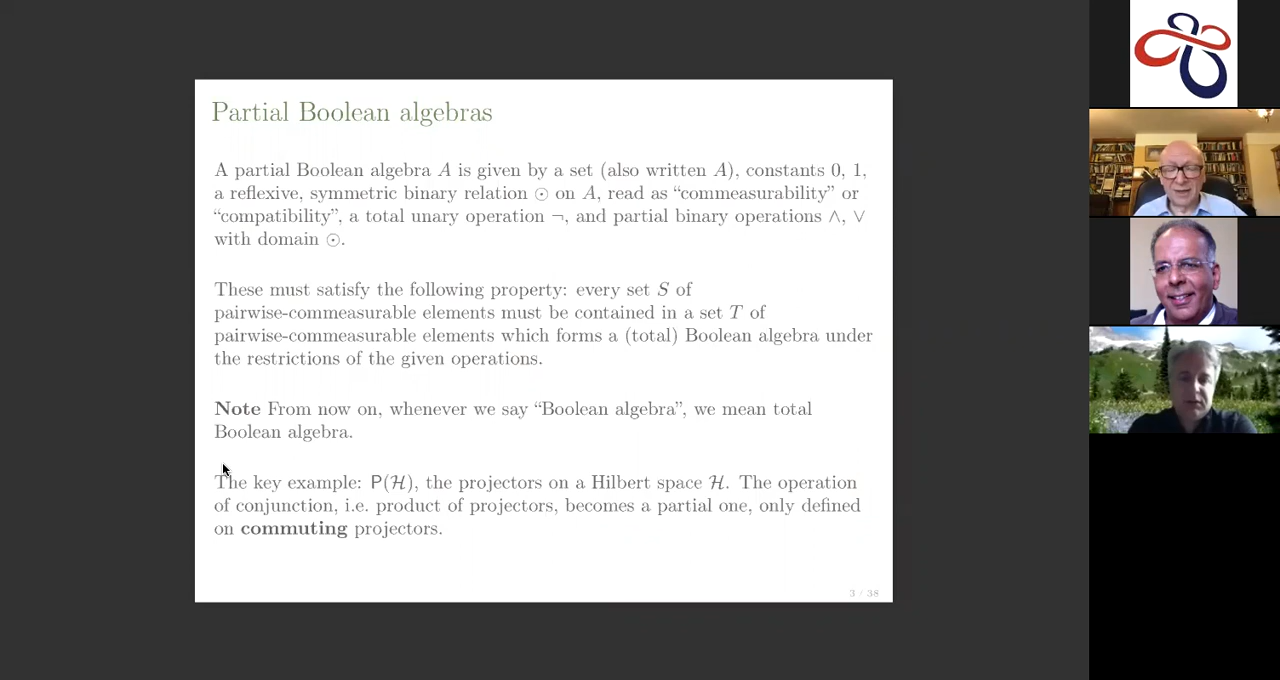 Partial Boolean algebras
A partial Boolean algebra A is given by a set (also written A), constants 0, 1,
a reflexive, symmetric binary relation ⊙ on A, read as “commeasurability” or
“compatibility”, a total unary operation ¬, and partial binary operations ∧, ∨
with domain ⊙.
These must satisfy the following property: every set S of
pairwise-commeasurable elements must be contained in a set T of
pairwise-commeasurable elements which forms a (total) Boolean algebra under
the restrictions of the given operations.
Note From now on, whenever we say “Boolean algebra”, we mean total
Boolean algebra.
The key example: P(ℋ), the projectors on a Hilbert space ℋ. The operation
of conjunction, i.e. product of projectors, becomes a partial one, only defined
on commuting projectors.
3 / 38